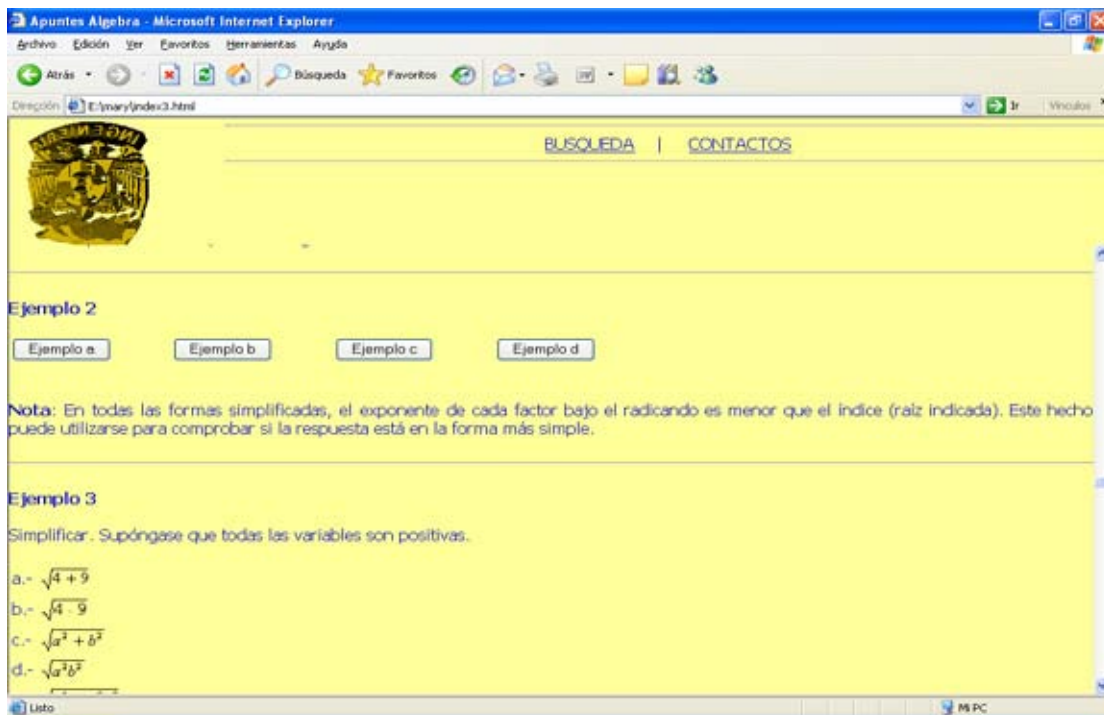 Apuntes Algebra - Microsoft Internet Explorer
Archivo Edición Ver Favoritos Herramientas Ayuda
Atrás Búsqueda Favoritos
Dirección E:\mary\index3.html Ir Vínculos
INGENIERIA
BUSQUEDA | CONTACTOS
Ejemplo 2
Ejemplo a Ejemplo b Ejemplo c Ejemplo d
Nota: En todas las formas simplificadas, el exponente de cada factor bajo el radicando es menor que el índice (raíz indicada). Este hecho
puede utilizarse para comprobar si la respuesta está en la forma más simple.
Ejemplo 3
Simplificar. Supóngase que todas las variables son positivas.
a.- √4 + 9
b.- √4 · 9
c.- √a² + b²
d.- √a²b²
Listo Mi PC